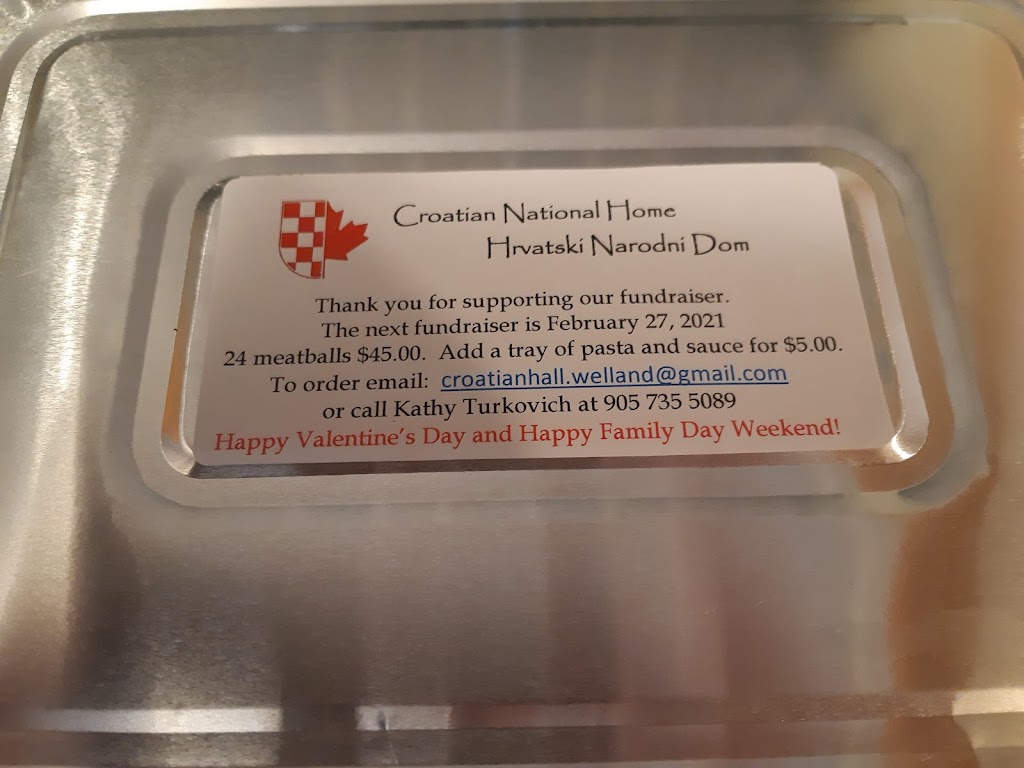 Croatian National Home
Hrvatski Narodni Dom
Thank you for supporting our fundraiser.
The next fundraiser is February 27, 2021
24 meatballs $45.00. Add a tray of pasta and sauce for $5.00.
To order email: croatianhall.welland@gmail.com
or call Kathy Turkovich at 905 735 5089
Happy Valentine's Day and Happy Family Day Weekend!